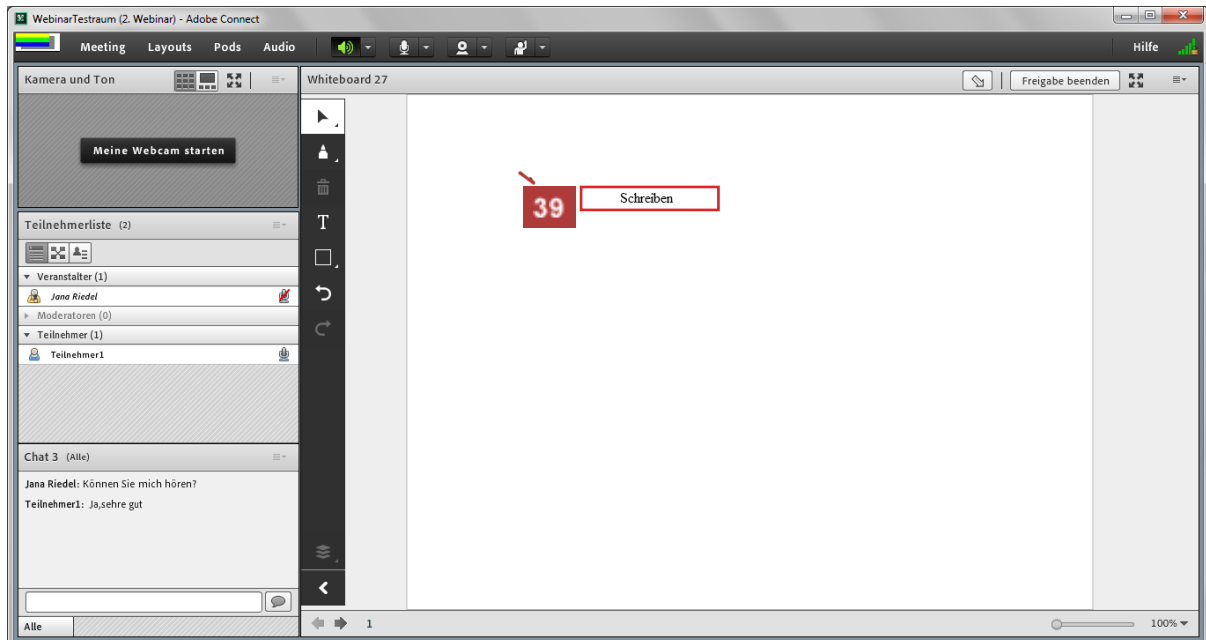 WebinarTestraum (2. Webinar) - Adobe Connect
Meeting Layouts Pods Audio Hilfe
Kamera und Ton
Meine Webcam starten
Teilnehmerliste (2)
Veranstalter (1)
Jana Riedel
Moderatoren (0)
Teilnehmer (1)
Teilnehmer1
Chat 3 (Alle)
Jana Riedel: Können Sie mich hören?
Teilnehmer1: Ja,sehre gut
Alle
Whiteboard 27 Freigabe beenden
T
39 Schreiben
1 100%